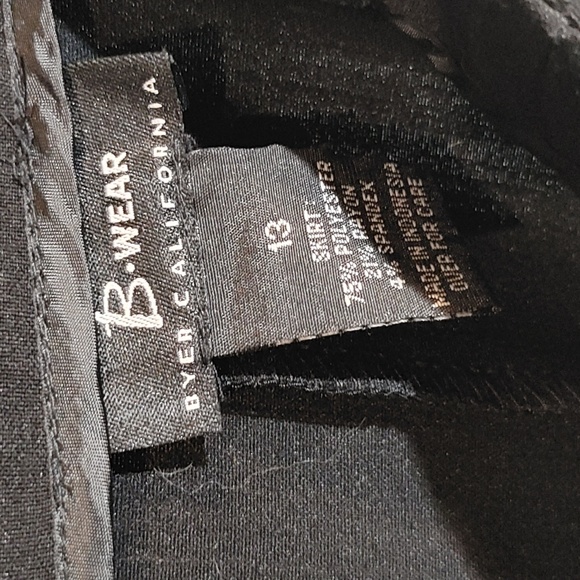 B·WEAR
BYER CALIFORNIA
13
SKIRT
75% POLYESTER
21% RAYON
4% SPANDEX
MADE IN INDONESIA
OVER FOR CARE